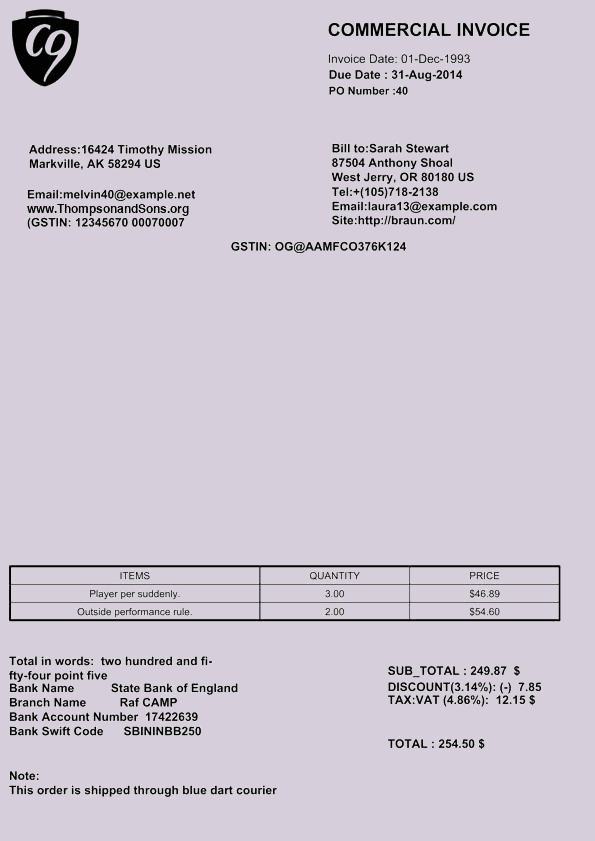 C9
COMMERCIAL INVOICE
Invoice Date: 01-Dec-1993
Due Date : 31-Aug-2014
PO Number :40
Address:16424 Timothy Mission
Markville, AK 58294 US
Email:melvin40@example.net
www.ThompsonandSons.org
(GSTIN: 12345670 00070007
Bill to:Sarah Stewart
87504 Anthony Shoal
West Jerry, OR 80180 US
Tel:+(105)718-2138
Email:laura13@example.com
Site:http://braun.com/
GSTIN: OG@AAMFCO376K124
ITEMS QUANTITY PRICE
Player per suddenly. 3.00 $46.89
Outside performance rule. 2.00 $54.60
Total in words: two hundred and fi-
fty-four point five
Bank Name State Bank of England
Branch Name Raf CAMP
Bank Account Number 17422639
Bank Swift Code SBININBB250
SUB_TOTAL : 249.87 $
DISCOUNT(3.14%): (-) 7.85
TAX:VAT (4.86%): 12.15 $
TOTAL : 254.50 $
Note:
This order is shipped through blue dart courier